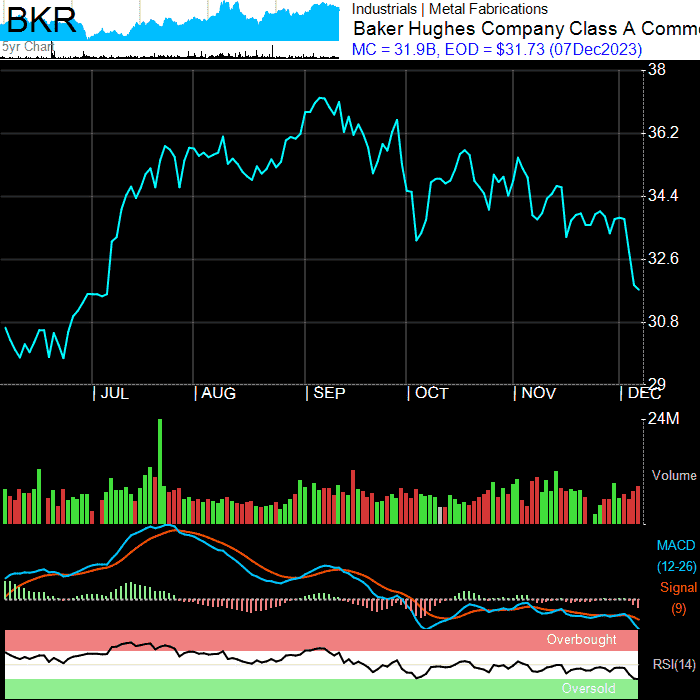 BKR
5yr Chart
Industrials | Metal Fabrications
Baker Hughes Company Class A Comm
MC = 31.9B, EOD = $31.73 (07Dec2023)
38
36.2
34.4
32.6
30.8
29
| JUL | AUG | SEP | OCT | NOV | DEC
24M
Volume
MACD
(12-26)
Signal
(9)
Overbought
RSI(14)
Oversold